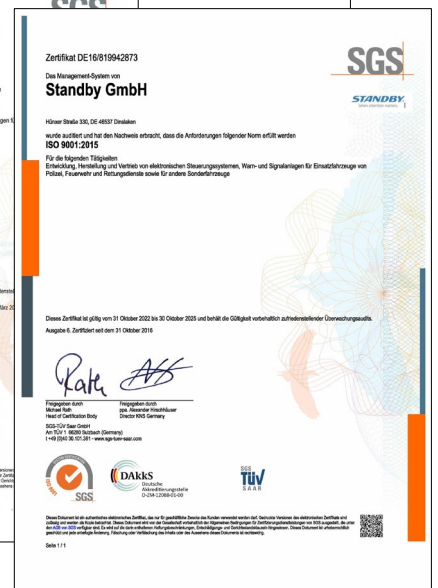 SGS
Zertifikat DE16/819942873
SGS
Das Management-System von
Standby GmbH
STANDBY
Hünxer Straße 330, DE 46537 Dinslaken
wurde auditiert und hat den Nachweis erbracht, dass die Anforderungen folgender Norm erfüllt werden
ISO 9001:2015
Für die folgenden Tätigkeiten
Entwicklung, Herstellung und Vertrieb von elektronischen Steuerungssystemen, Warn- und Signalanlagen für Einsatzfahrzeuge von
Polizei, Feuerwehr und Rettungsdienste sowie für andere Sonderfahrzeuge
Dieses Zertifikat ist gültig vom 31 Oktober 2022 bis 30 Oktober 2025 und behält die Gültigkeit vorbehaltlich zufriedenstellender Überwachungsaudits.
Ausgabe 6. Zertifiziert seit dem 31 Oktober 2016
Freigegeben durch
Michael Rath
Head of Certification Body
Freigegeben durch
ppa. Alexander Hirschhäuser
Director KNS Germany
SGS-TÜV Saar GmbH
Am TÜV 1 66280 Sulzbach (Germany)
www.sgs-tuev-saar.com
ISO 9001
SGS
DAkkS
Deutsche
Akkreditierungsstelle
D-ZM-12068-01-00
SGS
TÜV
SAAR
Seite 1 / 1